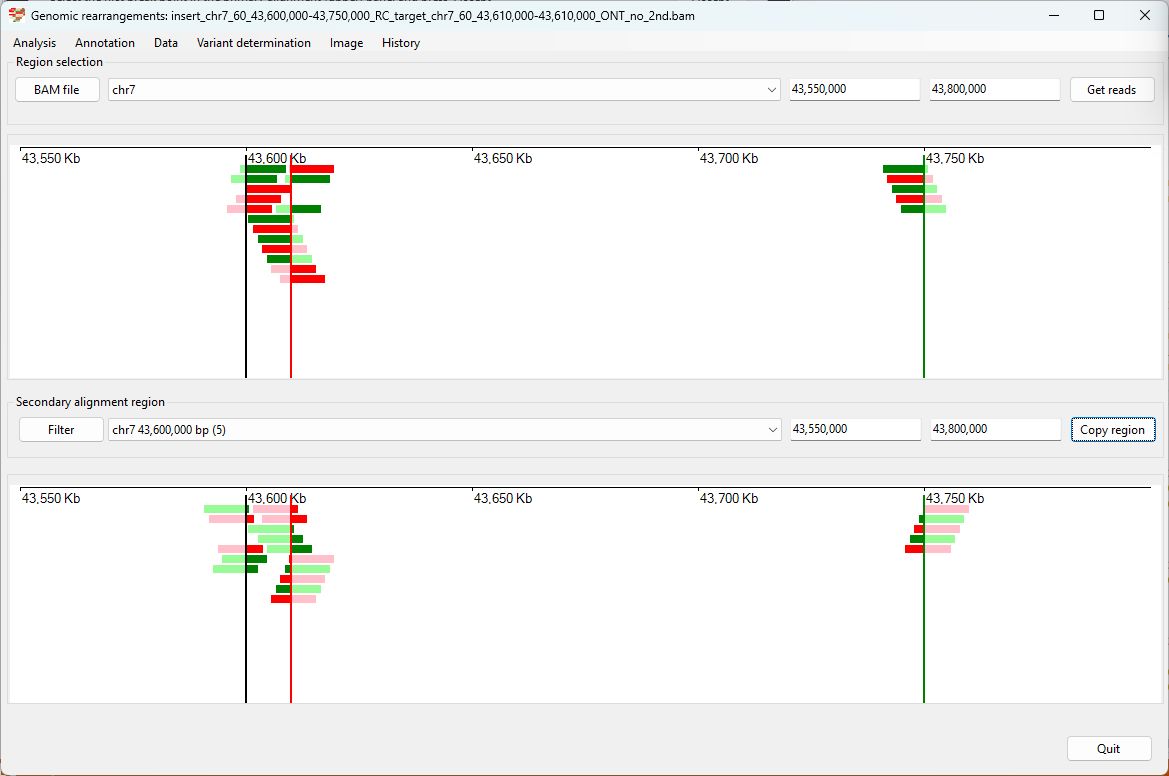 Genomic rearrangements: insert_chr7_60_43,600,000-43,750,000_RC_target_chr7_60_43,610,000-43,610,000_ONT_no_2nd.bam
Analysis Annotation Data Variant determination Image History
Region selection
BAM file chr7 43,550,000 43,800,000 Get reads
43,550 Kb 43,600 Kb 43,650 Kb 43,700 Kb 43,750 Kb
Secondary alignment region
Filter chr7 43,600,000 bp (5) 43,550,000 43,800,000 Copy region
43,550 Kb 43,600 Kb 43,650 Kb 43,700 Kb 43,750 Kb
Quit